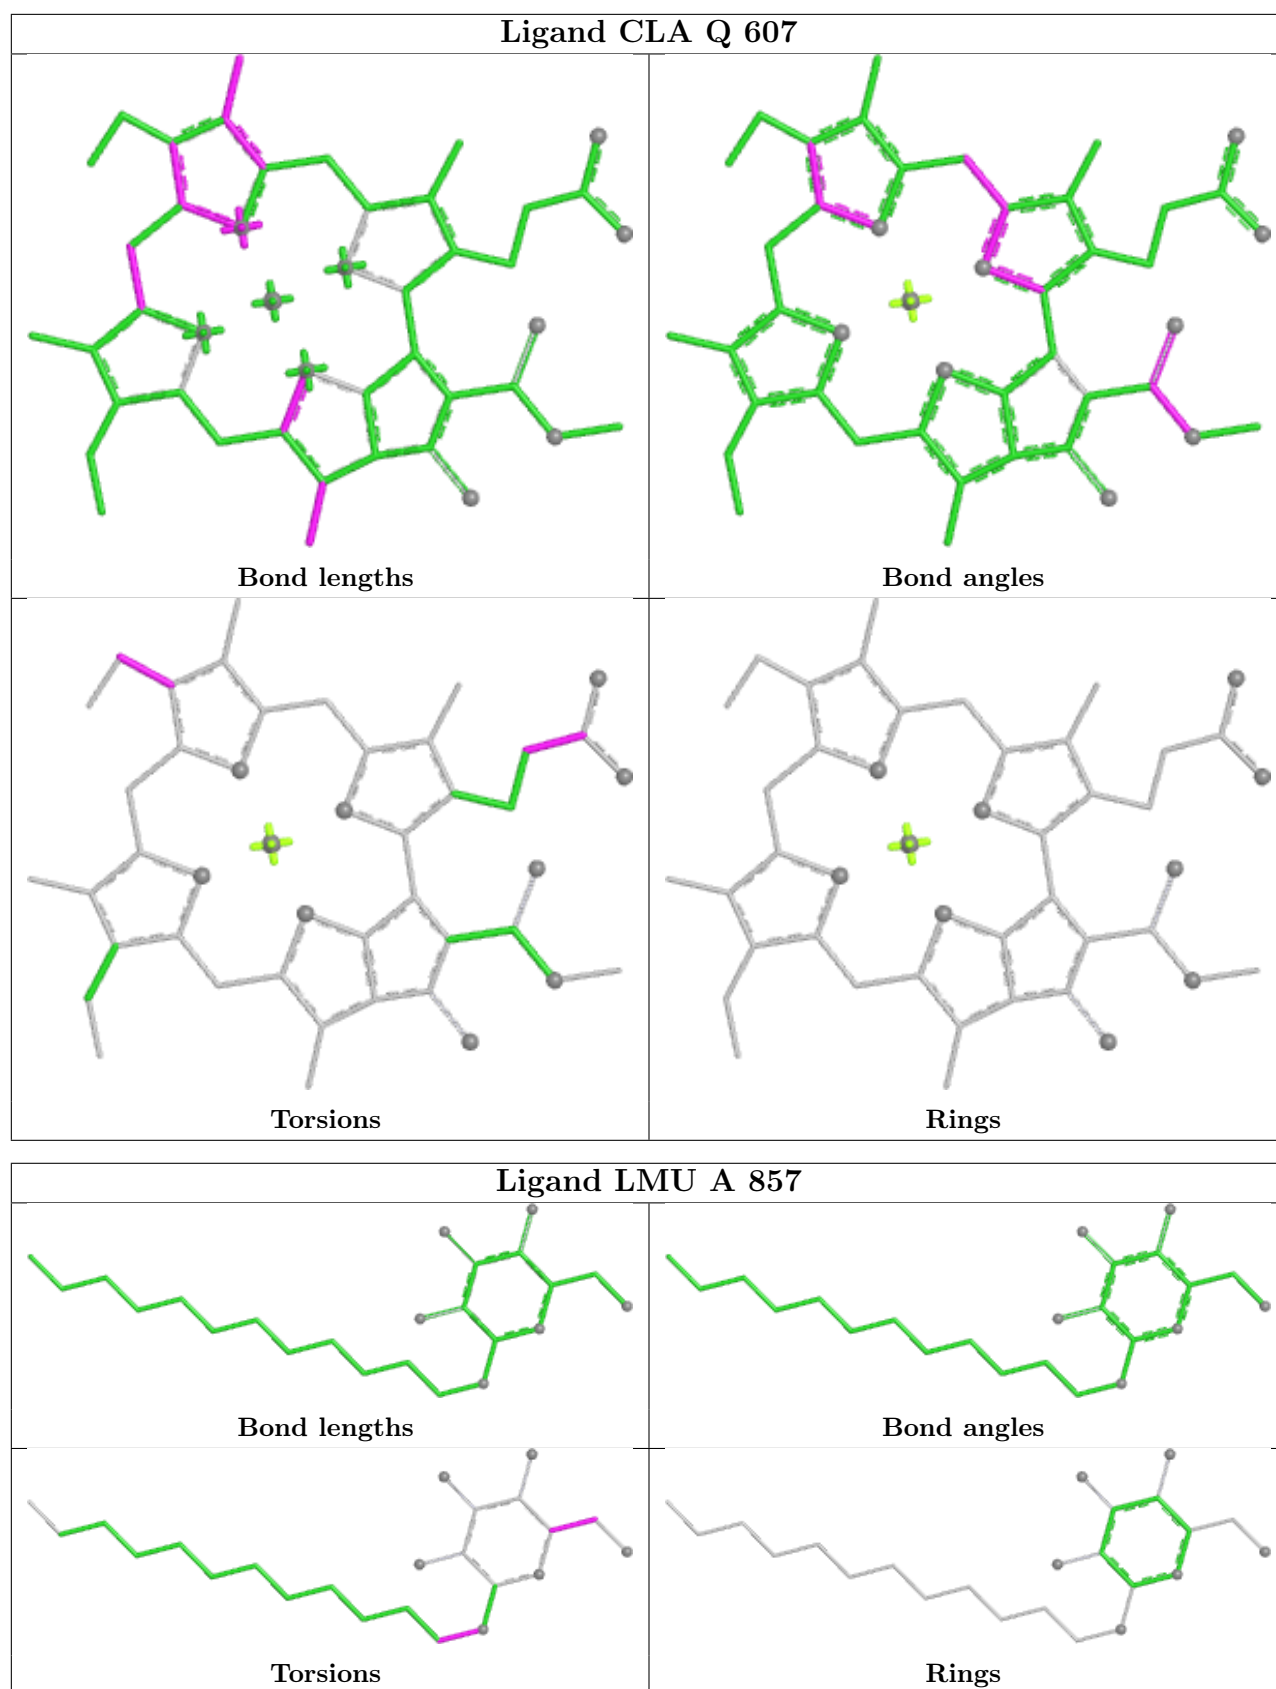 Ligand CLA Q 607
Bond lengths
Bond angles
Torsions
Rings
Ligand LMU A 857
Bond lengths
Bond angles
Torsions
Rings